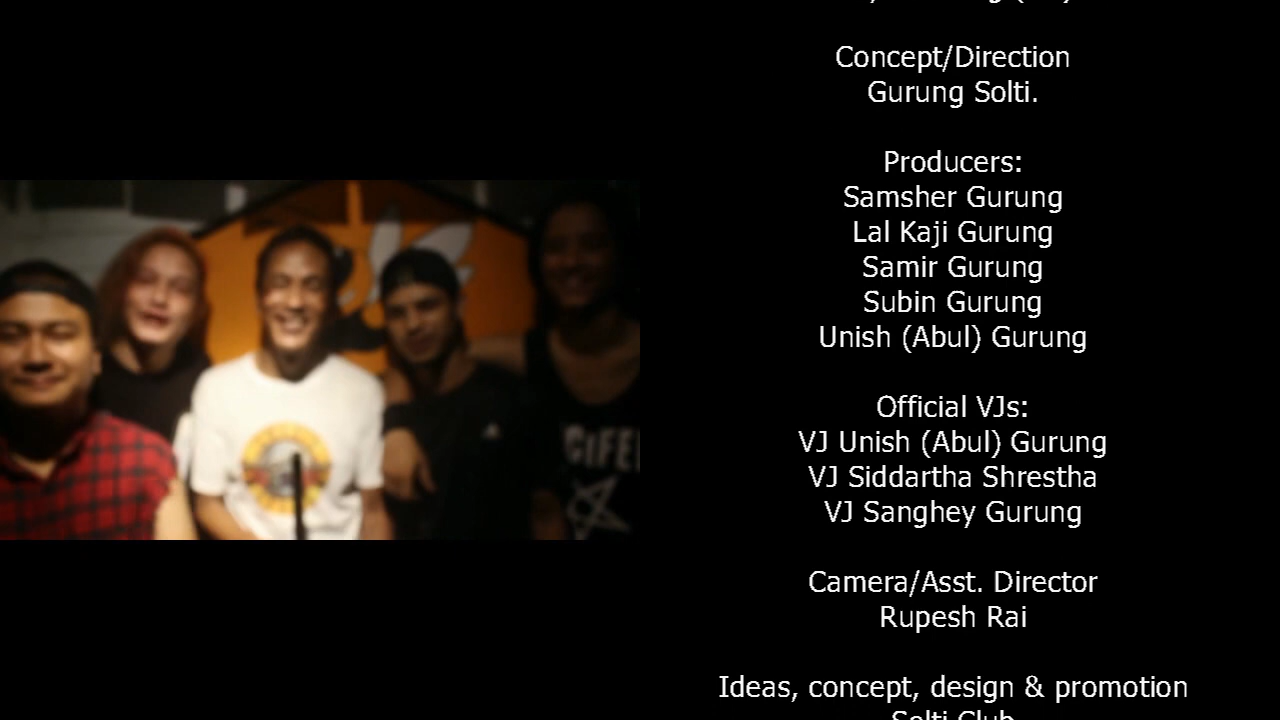 Concept/Direction
Gurung Solti.
Producers:
Samsher Gurung
Lal Kaji Gurung
Samir Gurung
Subin Gurung
Unish (Abul) Gurung
Official VJs:
VJ Unish (Abul) Gurung
VJ Siddartha Shrestha
VJ Sanghey Gurung
Camera/Asst. Director
Rupesh Rai
Ideas, concept, design & promotion
Solti Club